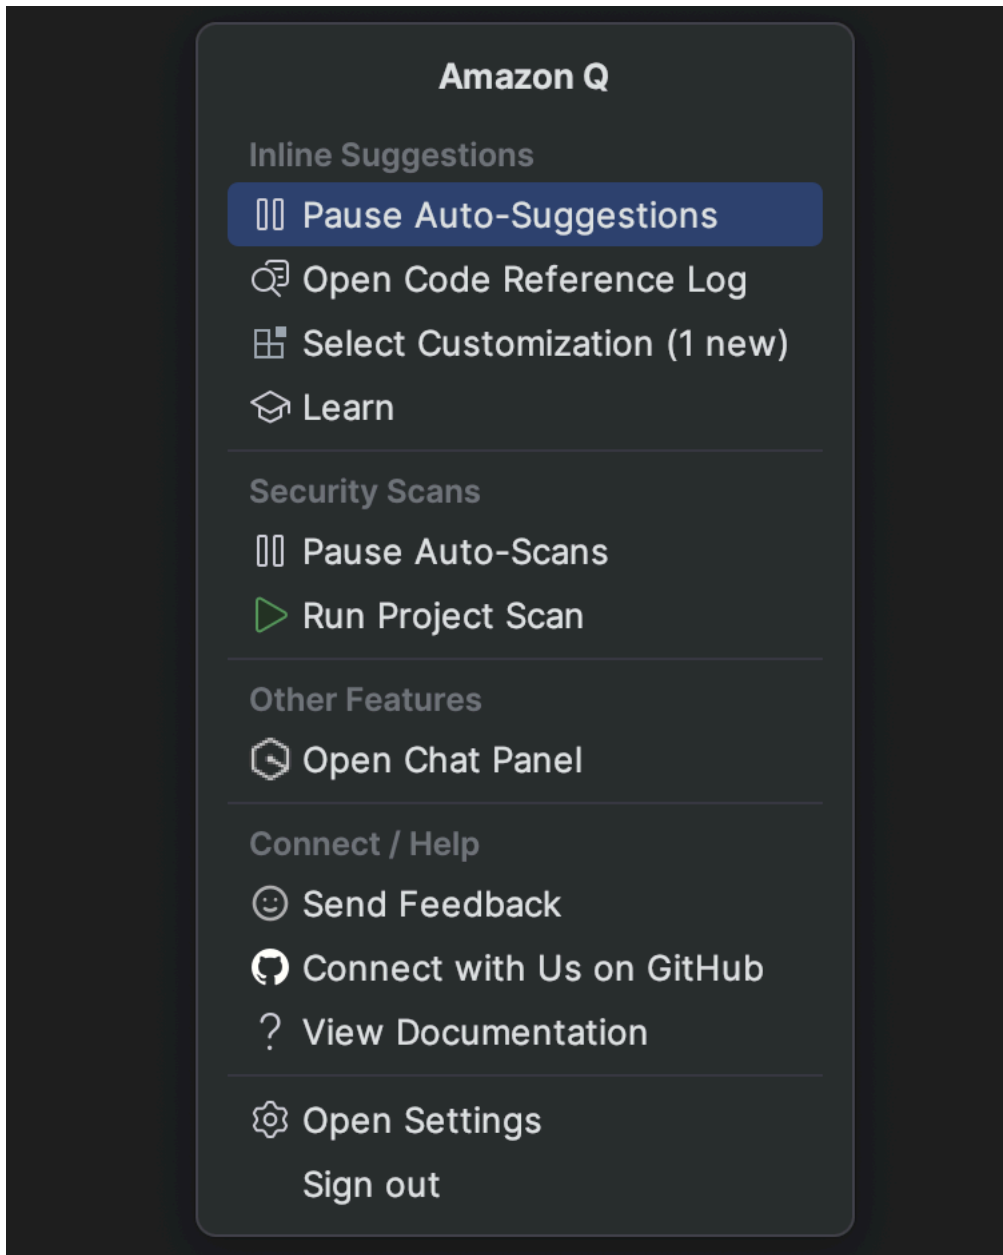 Amazon Q
Inline Suggestions
Pause Auto-Suggestions
Open Code Reference Log
Select Customization (1 new)
Learn
Security Scans
Pause Auto-Scans
Run Project Scan
Other Features
Open Chat Panel
Connect / Help
Send Feedback
Connect with Us on GitHub
View Documentation
Open Settings
Sign out